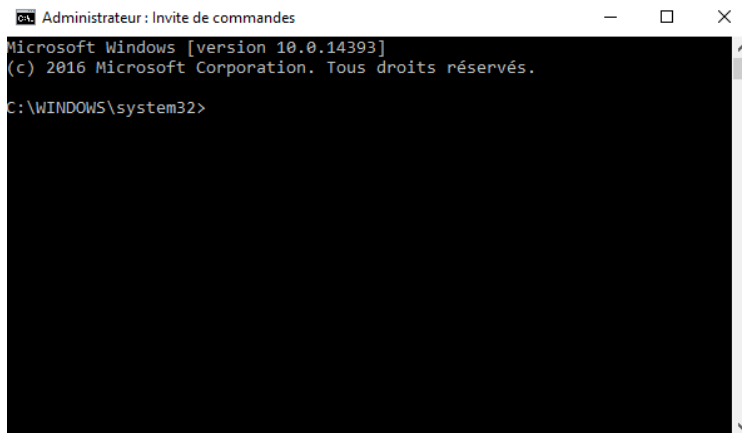 Administrateur : Invite de commandes
Microsoft Windows [version 10.0.14393]
(c) 2016 Microsoft Corporation. Tous droits réservés.
C:\WINDOWS\system32>